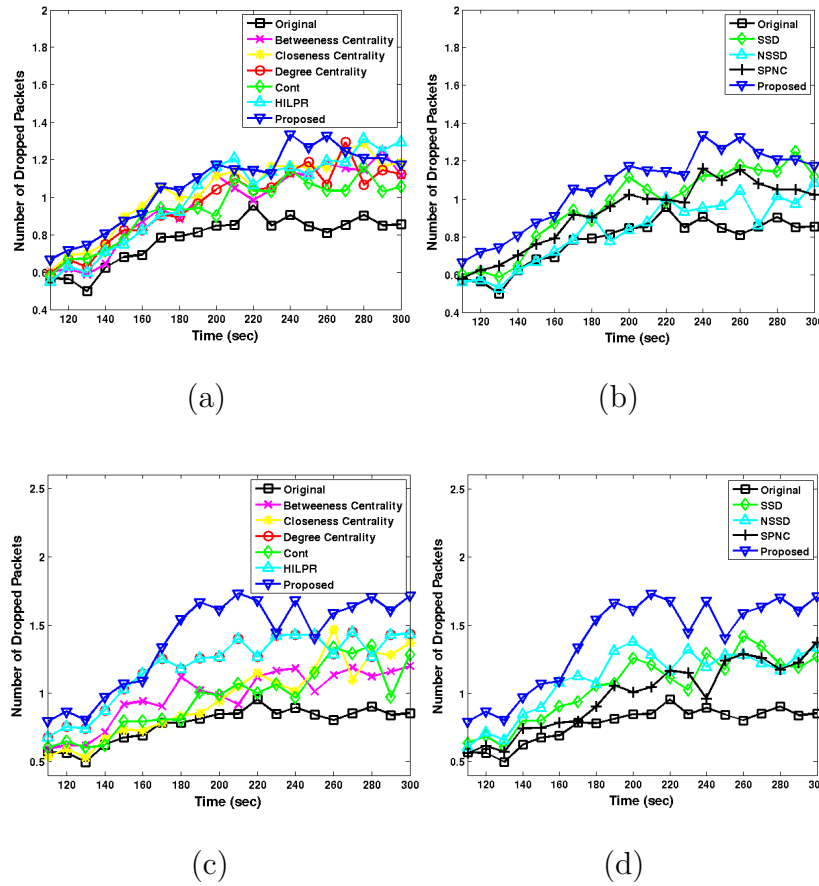 2
1.8
1.6
1.4
1.2
1
0.8
0.6
0.4
120 140 160 180 200 220 240 260 280 300
Number of Dropped Packets
Time (sec)
Original
Betweeness Centrality
Closeness Centrality
Degree Centrality
Cont
HILPR
Proposed
(a)
2
1.8
1.6
1.4
1.2
1
0.8
0.6
0.4
120 140 160 180 200 220 240 260 280 300
Number of Dropped Packets
Time (sec)
Original
SSD
NSSD
SPNC
Proposed
(b)
2.5
2
1.5
1
0.5
120 140 160 180 200 220 240 260 280 300
Number of Dropped Packets
Time (sec)
Original
Betweeness Centrality
Closeness Centrality
Degree Centrality
Cont
HILPR
Proposed
(c)
2.5
2
1.5
1
0.5
120 140 160 180 200 220 240 260 280 300
Number of Dropped Packets
Time (sec)
Original
SSD
NSSD
SPNC
Proposed
(d)